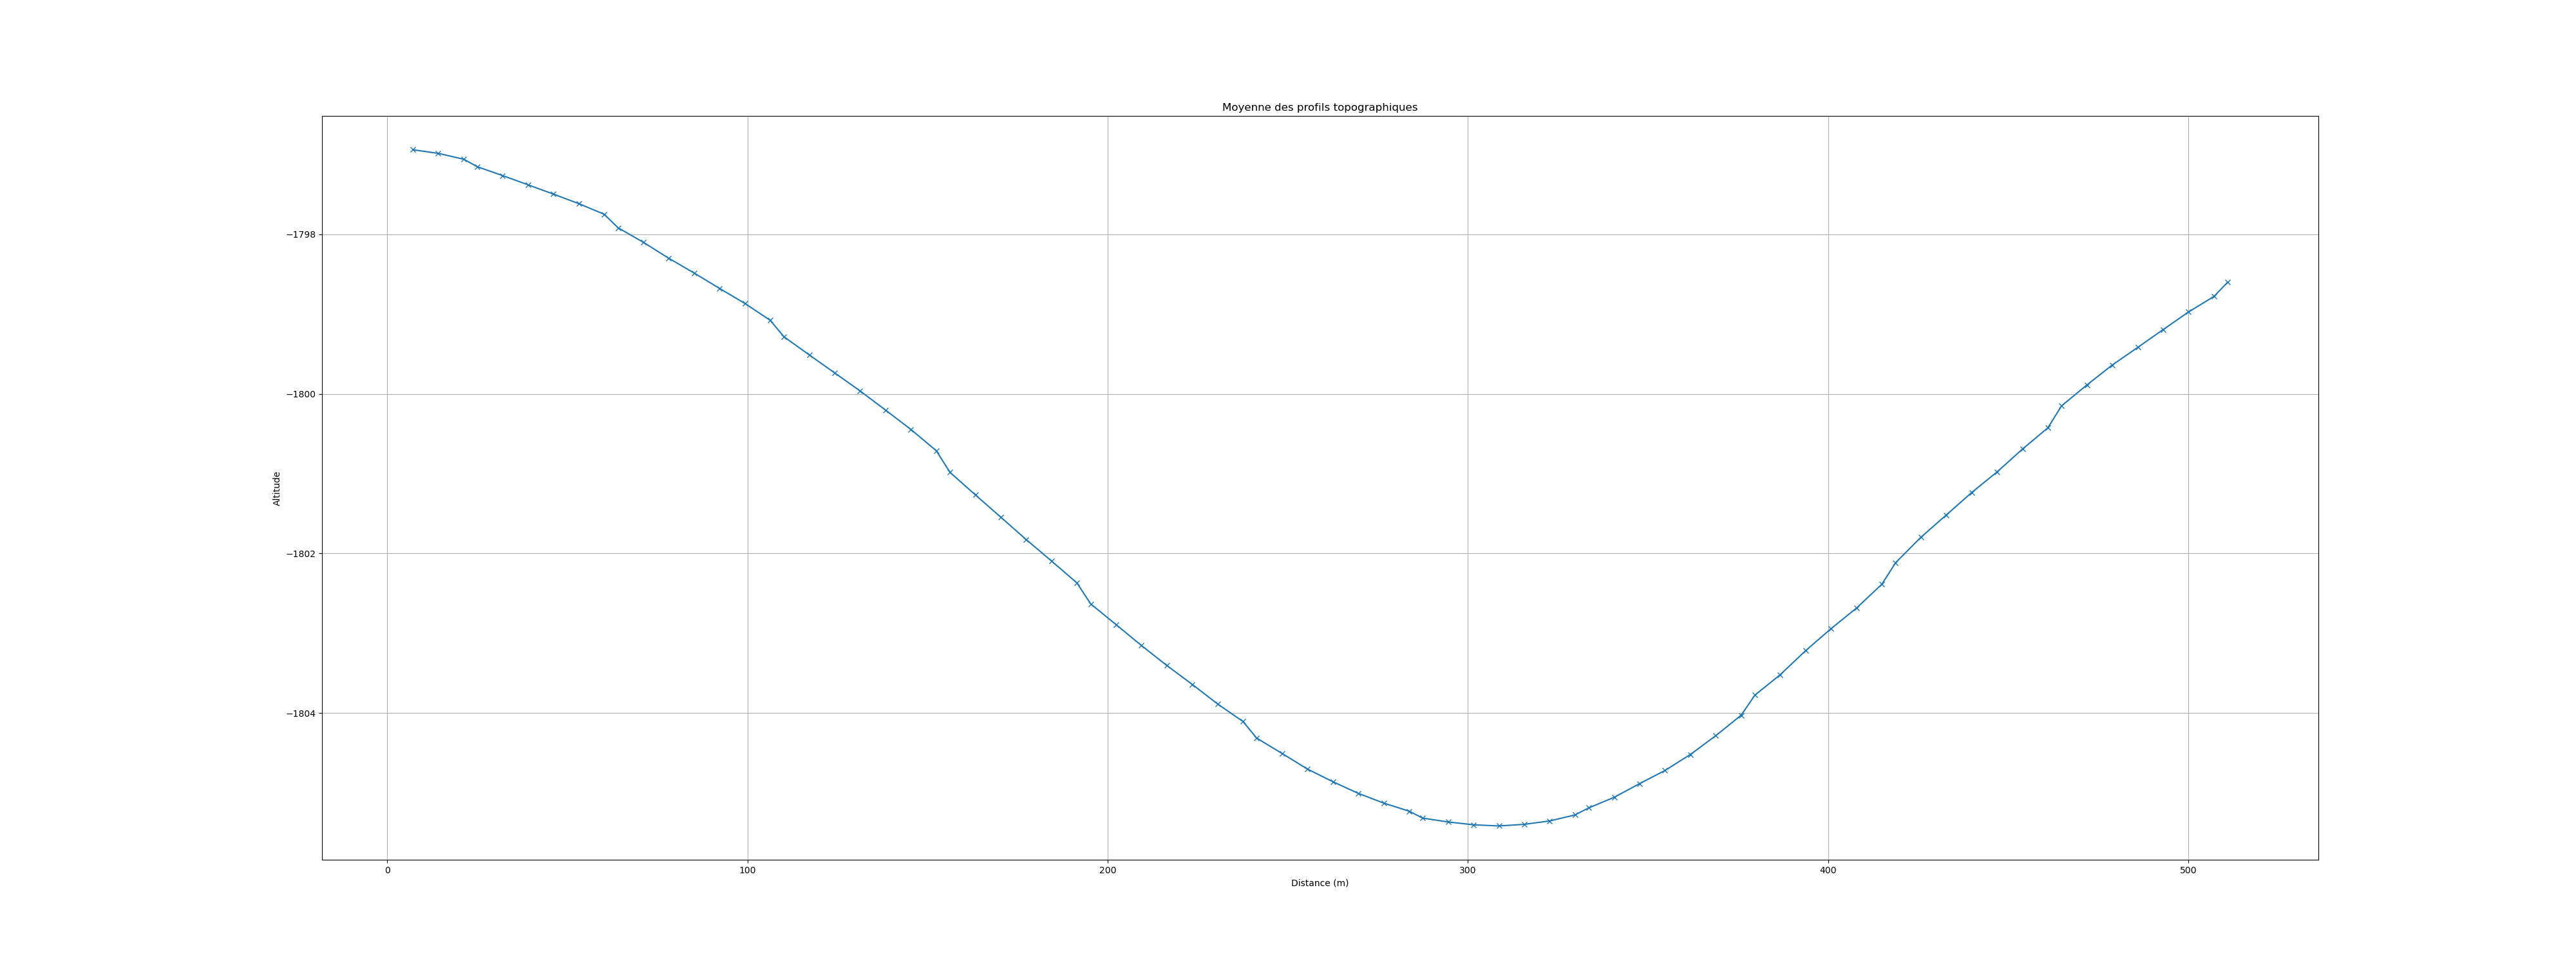 Moyenne des profils topographiques
−1798
−1800
−1802
−1804
Altitude
0 100 200 300 400 500
Distance (m)